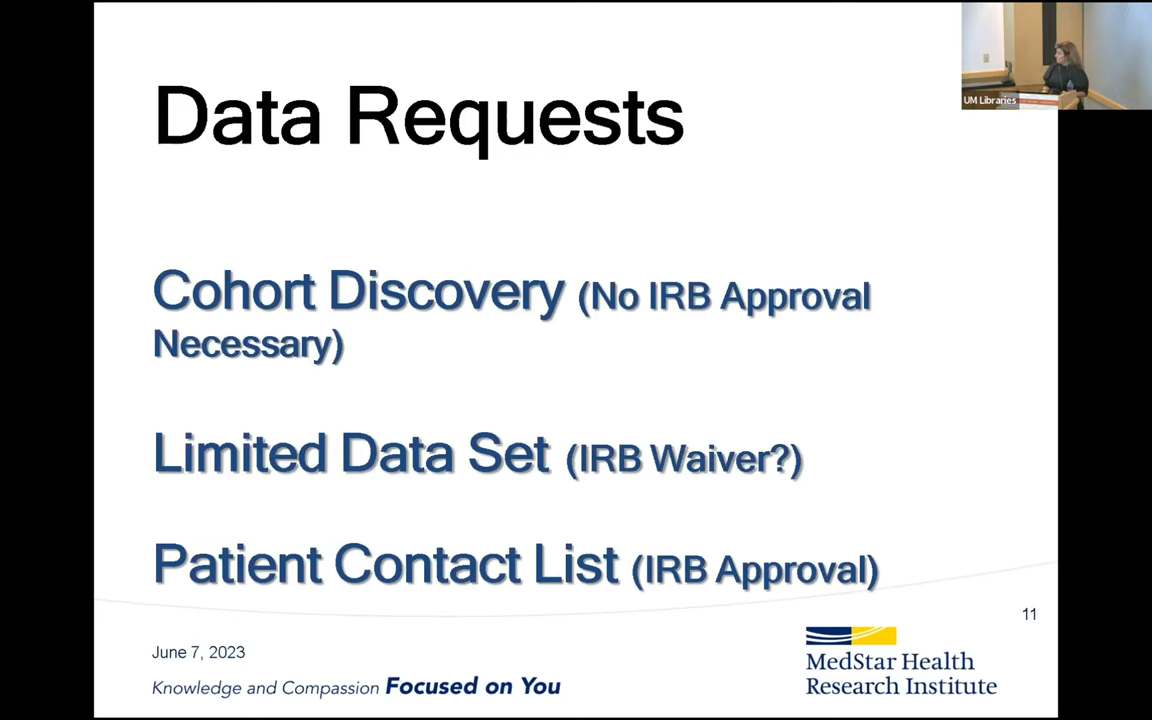 Data Requests
UM Libraries
Cohort Discovery (No IRB Approval
Necessary)
Limited Data Set (IRB Waiver?)
Patient Contact List (IRB Approval)
11
June 7, 2023
Knowledge and Compassion Focused on You
MedStar Health
Research Institute